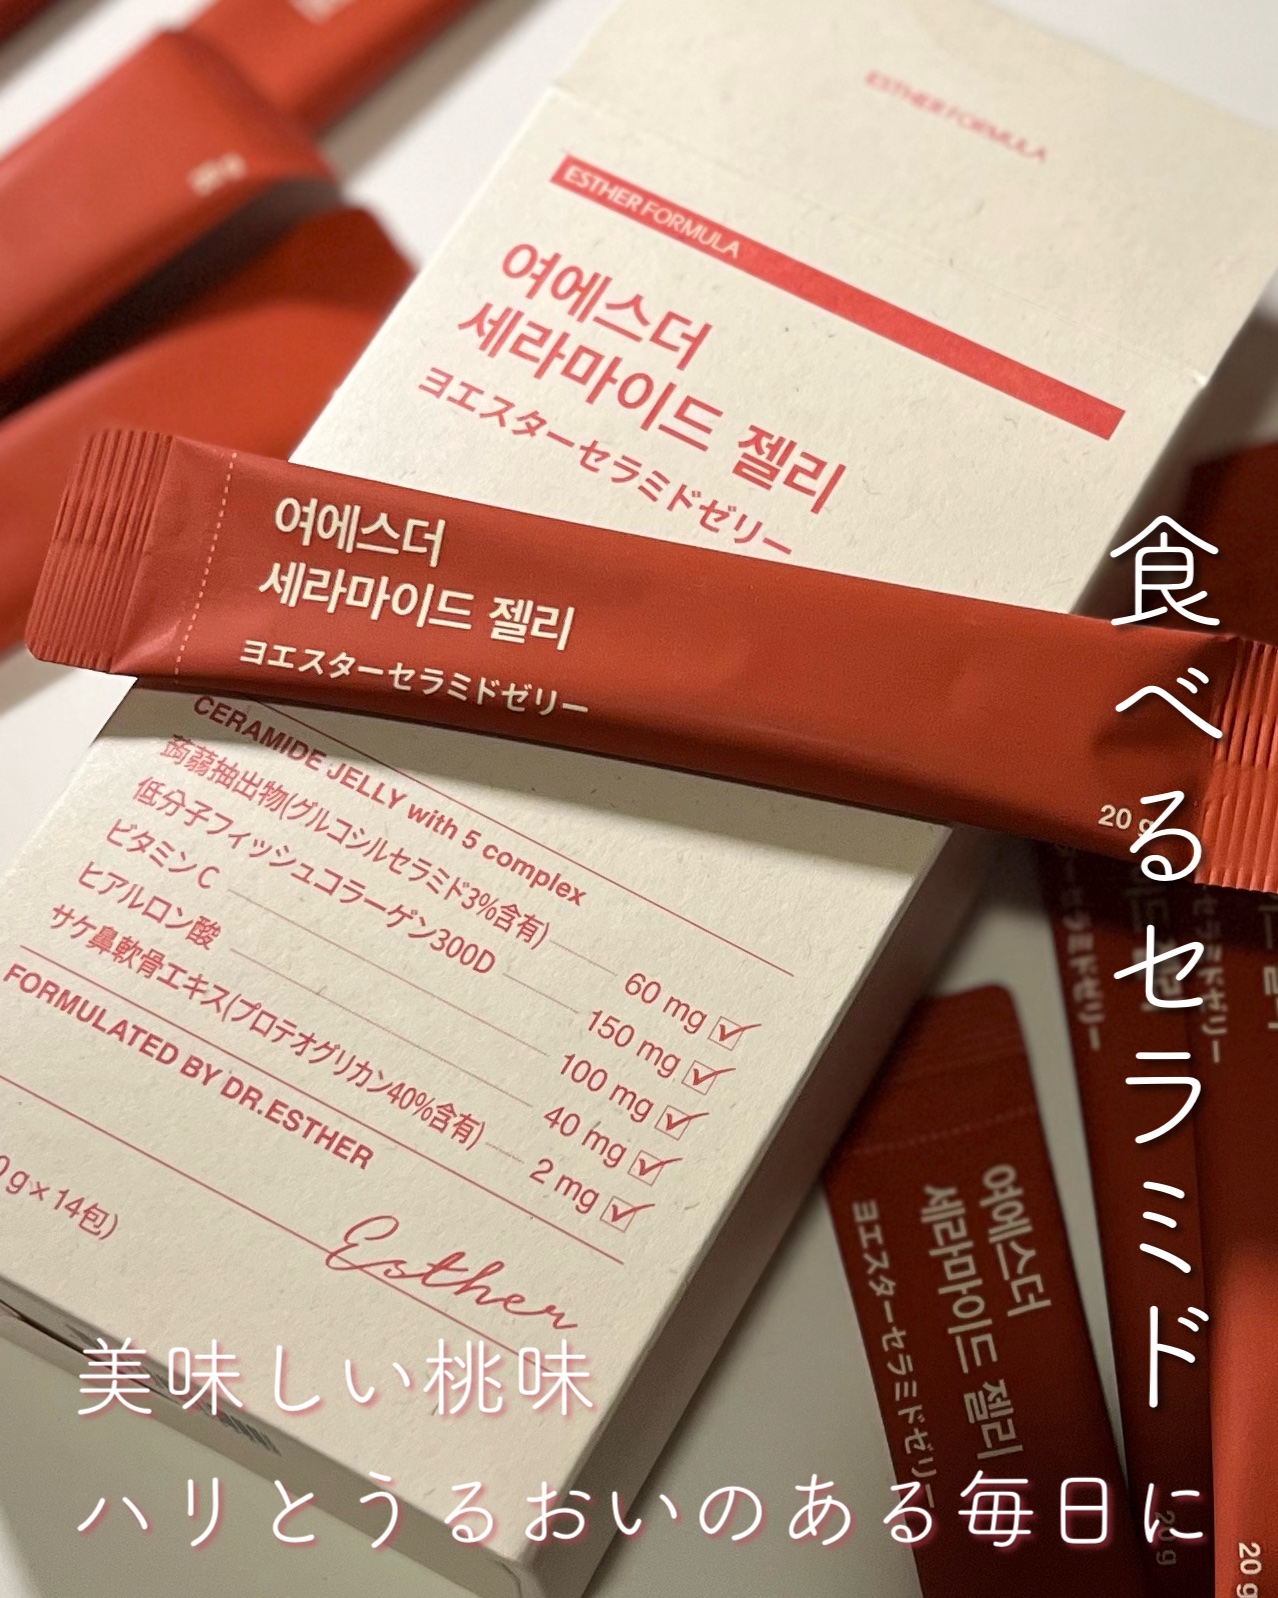 ESTHER FORMULA
ESTHER FORMULA
여에스더
세라마이드 젤리
ヨエスターセラミドゼリー
여에스더
세라마이드 젤리
ヨエスターセラミドゼリー
20 g
CERAMIDE JELLY with 5 complex
蒟蒻抽出物(グルコシルセラミド3%含有) 60 mg
低分子フィッシュコラーゲン300D 150 mg
ビタミンC 100 mg
ヒアルロン酸 40 mg
サケ鼻軟骨エキス(プロテオグリカン40%含有) 2 mg
FORMULATED BY DR.ESTHER
g × 14包)
Esther
食べるセラミド
여에스더
세라마이드 젤리
ヨエスターセラミドゼリー
20 g
20 g
美味しい桃味
ハリとうるおいのある毎日に